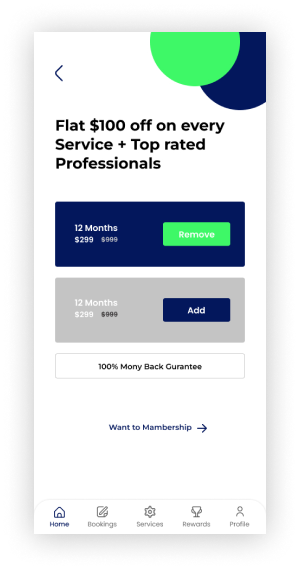 Flat $100 off on every
Service + Top rated
Professionals
12 Months
$299 $999
Remove
12 Months
$299 $999
Add
100% Mony Back Gurantee
Want to Mambership
Home Bookings Services Rewards Profile